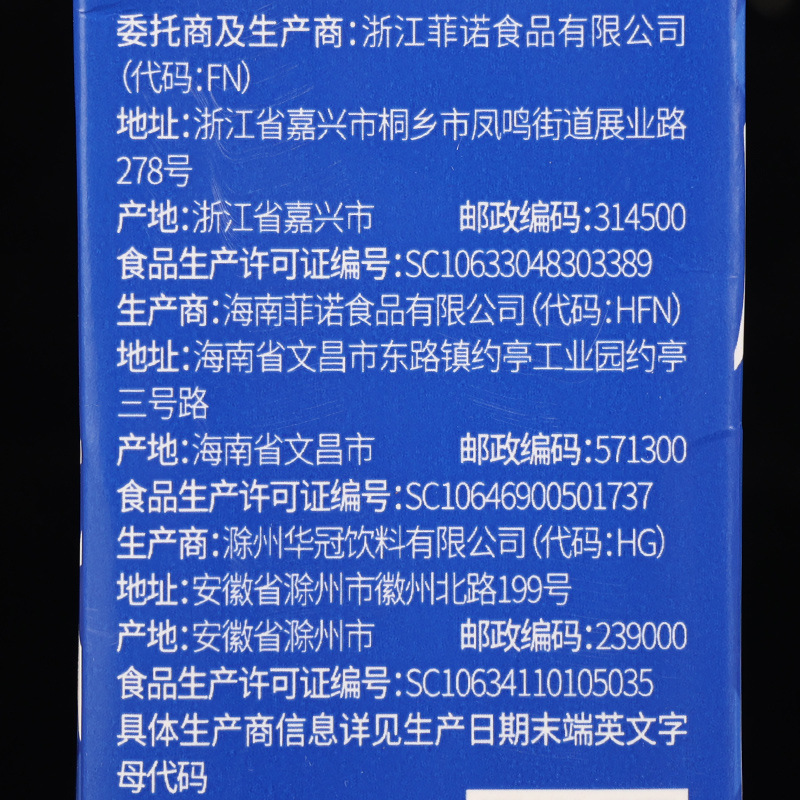 委托商及生产商:浙江菲诺食品有限公司
(代码:FN)
地址:浙江省嘉兴市桐乡市凤鸣街道展业路
278号
产地:浙江省嘉兴市 邮政编码:314500
食品生产许可证编号:SC10633048303389
生产商:海南菲诺食品有限公司(代码:HFN)
地址:海南省文昌市东路镇约亭工业园约亭
三号路
产地:海南省文昌市 邮政编码:571300
食品生产许可证编号:SC10646900501737
生产商:滁州华冠饮料有限公司(代码:HG)
地址:安徽省滁州市徽州北路199号
产地:安徽省滁州市 邮政编码:239000
食品生产许可证编号:SC10634110105035
具体生产商信息详见生产日期末端英文字
母代码